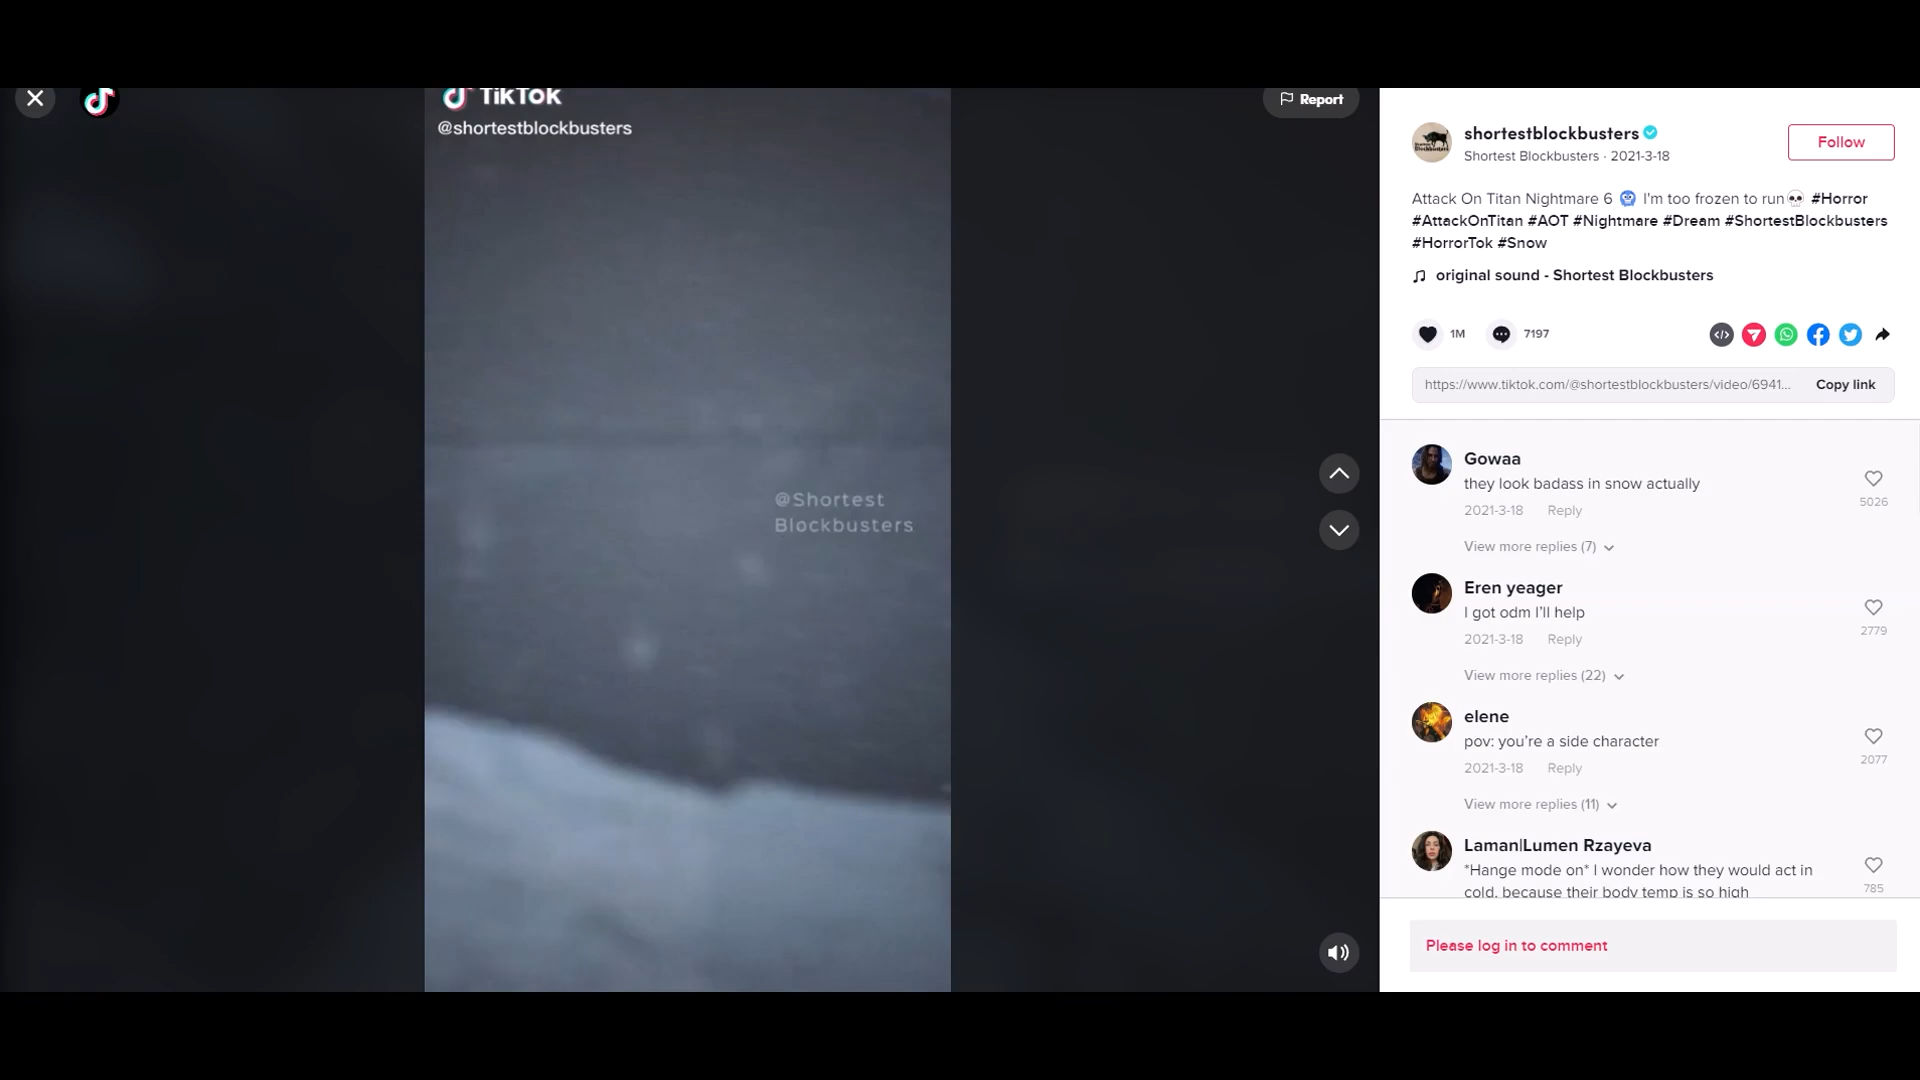 TikTok
@shortestblockbusters
Report
@Shortest
Blockbusters
shortestblockbusters
Shortest Blockbusters · 2021-3-18
Follow
Attack On Titan Nightmare 6 🥶 I'm too frozen to run💀 #Horror
#AttackOnTitan #AOT #Nightmare #Dream #ShortestBlockbusters
#HorrorTok #Snow
original sound - Shortest Blockbusters
1M
7197
https://www.tiktok.com/@shortestblockbusters/video/6941...
Copy link
Gowaa
they look badass in snow actually
5026
2021-3-18 Reply
View more replies (7)
Eren yeager
I got odm I’ll help
2779
2021-3-18 Reply
View more replies (22)
elene
pov: you’re a side character
2077
2021-3-18 Reply
View more replies (11)
Laman|Lumen Rzayeva
*Hange mode on* I wonder how they would act in
cold, because their body temp is so high
785
Please log in to comment